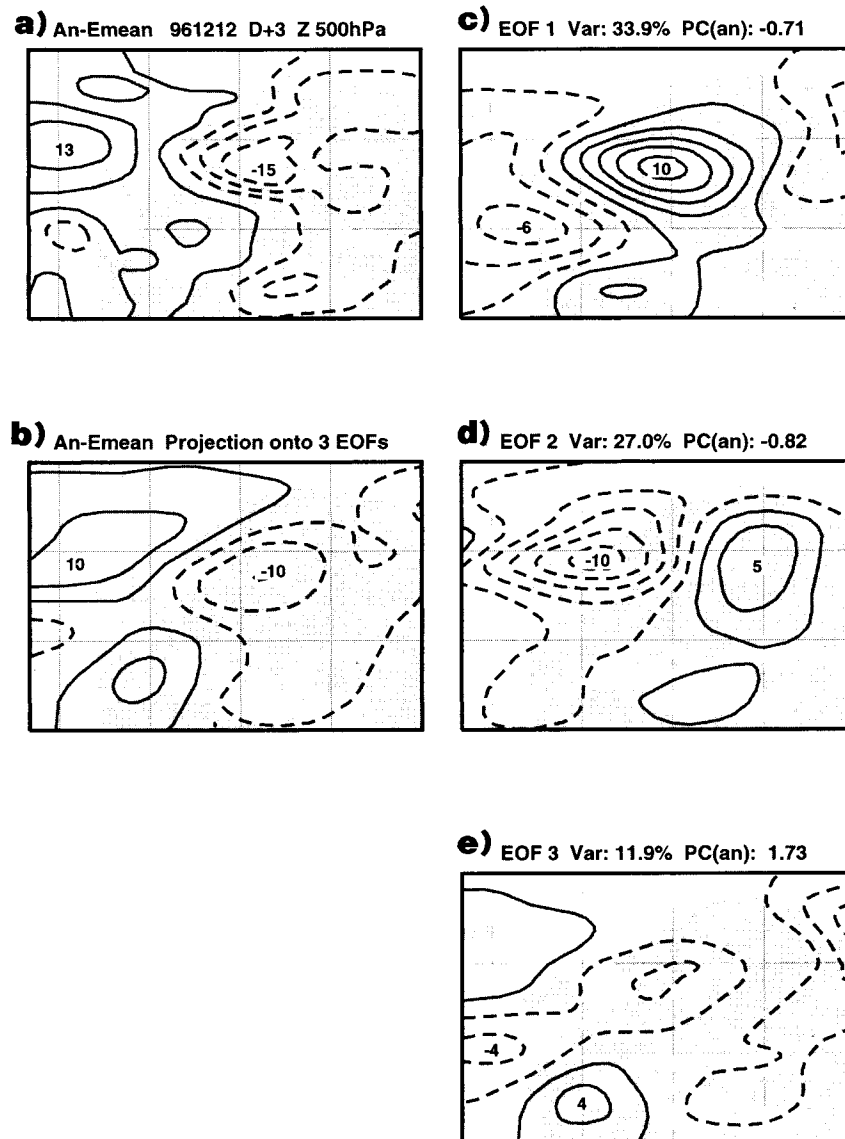 a) An-Emean 961212 D+3 Z 500hPa
13
-15
b) An-Emean Projection onto 3 EOFs
10
-10
c) EOF 1 Var: 33.9% PC(an): -0.71
10
-6
d) EOF 2 Var: 27.0% PC(an): -0.82
-10
5
e) EOF 3 Var: 11.9% PC(an): 1.73
-4
4